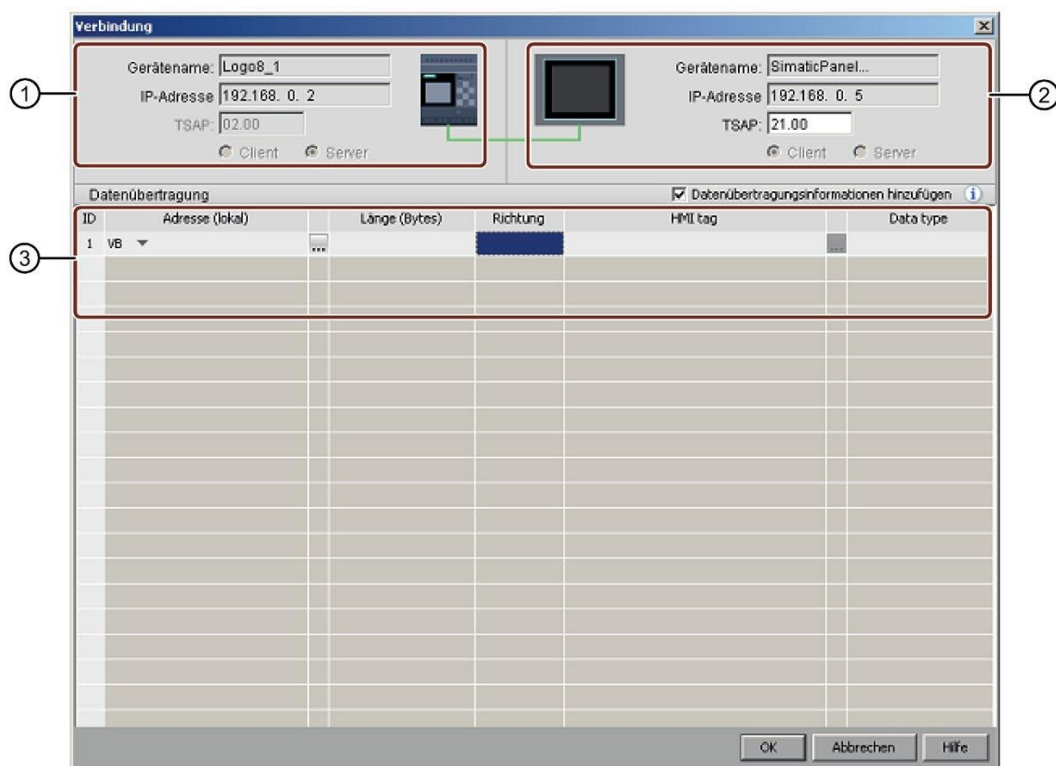 Verbindung
①
Gerätename: Logo8_1
IP-Adresse 192.168. 0. 2
TSAP: 02.00
Client Server
②
Gerätename: SimaticPanel...
IP-Adresse 192.168. 0. 5
TSAP: 21.00
Client Server
Datenübertragung Datenübertragungsinformationen hinzufügen i
③
ID Adresse (lokal) Länge (Bytes) Richtung HMI tag Data type
1 VB ... ...
OK Abbrechen Hilfe